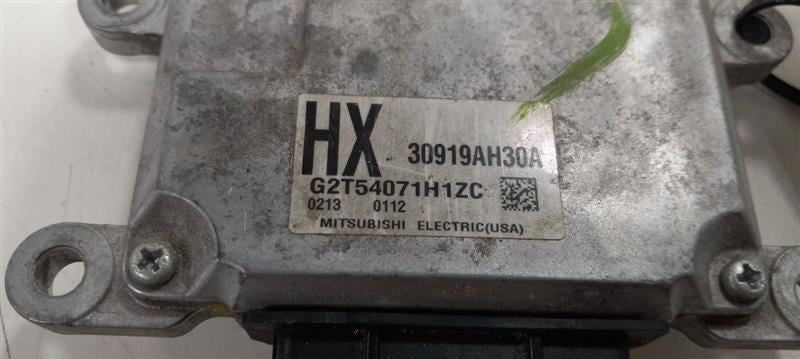 HX 30919AH30A
G2T54071H1ZC
0213 0112
MITSUBISHI ELECTRIC(USA)